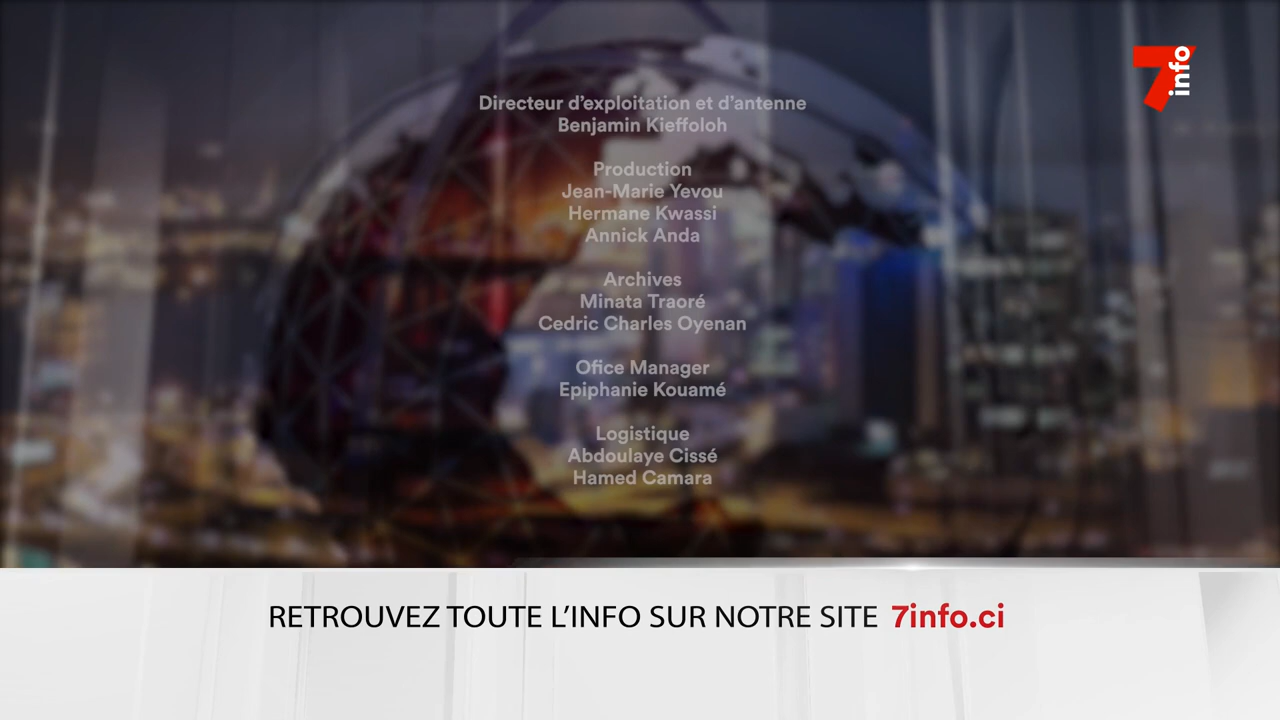 7info
Directeur d’exploitation et d’antenne
Benjamin Kieffoloh
Production
Jean-Marie Yevou
Hermane Kwassi
Annick Anda
Archives
Minata Traoré
Cedric Charles Oyenan
Ofice Manager
Epiphanie Kouamé
Logistique
Abdoulaye Cissé
Hamed Camara
RETROUVEZ TOUTE L’INFO SUR NOTRE SITE 7info.ci